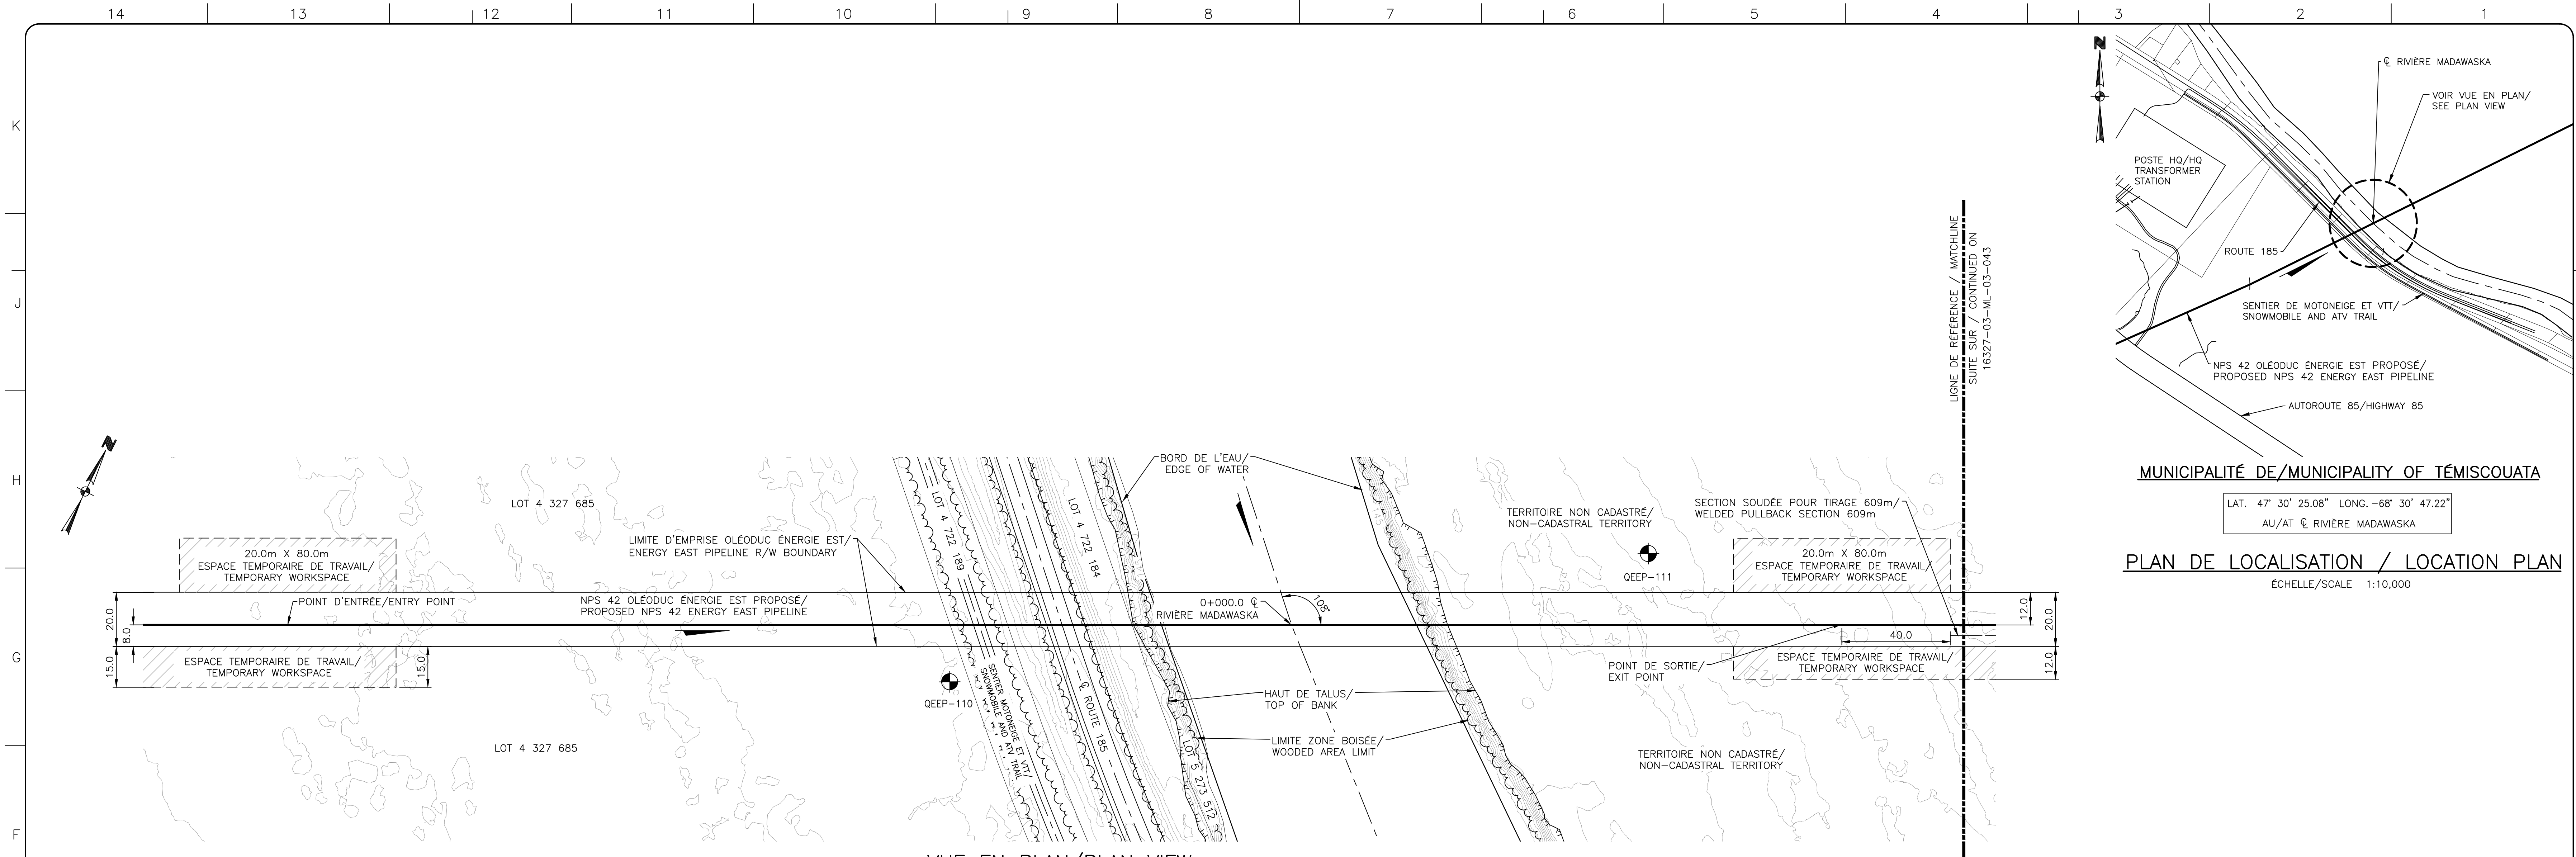 14 13 12 11 10 9 8 7 6 5 4 3 2 1
K
J
H
G
F
N
LOT 4 327 685
20.0m X 80.0m
ESPACE TEMPORAIRE DE TRAVAIL/
TEMPORARY WORKSPACE
POINT D'ENTRÉE/ENTRY POINT
20.0
8.0
15.0
15.0
ESPACE TEMPORAIRE DE TRAVAIL/
TEMPORARY WORKSPACE
LOT 4 327 685
LIMITE D'EMPRISE OLÉODUC ÉNERGIE EST/
ENERGY EAST PIPELINE R/W BOUNDARY
NPS 42 OLÉODUC ÉNERGIE EST PROPOSÉ/
PROPOSED NPS 42 ENERGY EAST PIPELINE
QEEP-110
LOT 4 722 189
SENTIER MOTONEIGE ET VTT/
SNOWMOBILE AND ATV TRAIL
LOT 4 722 184
℄ ROUTE 185
LOT 5 273 512
BORD DE L'EAU/
EDGE OF WATER
0+000.0 ℄
RIVIÈRE MADAWASKA
108°
HAUT DE TALUS/
TOP OF BANK
LIMITE ZONE BOISÉE/
WOODED AREA LIMIT
145
TERRITOIRE NON CADASTRÉ/
NON-CADASTRAL TERRITORY
QEEP-111
SECTION SOUDÉE POUR TIRAGE 609m/
WELDED PULLBACK SECTION 609m
20.0m X 80.0m
ESPACE TEMPORAIRE DE TRAVAIL/
TEMPORARY WORKSPACE
12.0
20.0
40.0
12.0
POINT DE SORTIE/
EXIT POINT
ESPACE TEMPORAIRE DE TRAVAIL/
TEMPORARY WORKSPACE
TERRITOIRE NON CADASTRÉ/
NON-CADASTRAL TERRITORY
LIGNE DE RÉFÉRENCE / MATCHLINE
SUITE SUR / CONTINUED ON
16327-03-ML-03-043
VUE EN PLAN/PLAN VIEW
N
℄ RIVIÈRE MADAWASKA
VOIR VUE EN PLAN/
SEE PLAN VIEW
POSTE HQ/HQ
TRANSFORMER
STATION
ROUTE 185
SENTIER DE MOTONEIGE ET VTT/
SNOWMOBILE AND ATV TRAIL
NPS 42 OLÉODUC ÉNERGIE EST PROPOSÉ/
PROPOSED NPS 42 ENERGY EAST PIPELINE
AUTOROUTE 85/HIGHWAY 85
MUNICIPALITÉ DE/MUNICIPALITY OF TÉMISCOUATA
LAT. 47° 30' 25.08" LONG. -68° 30' 47.22"
AU/AT ℄ RIVIÈRE MADAWASKA
PLAN DE LOCALISATION / LOCATION PLAN
ÉCHELLE/SCALE 1:10,000